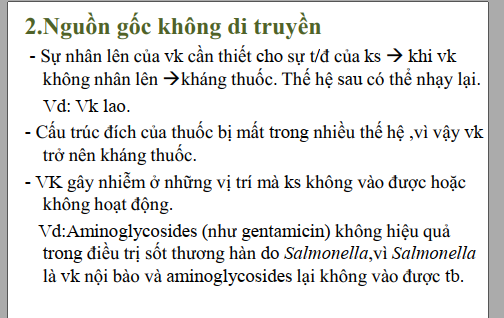 2.Nguồn gốc không di truyền
- Sự nhân lên của vk cần thiết cho sự t/đ của ks → khi vk
không nhân lên →kháng thuốc. Thế hệ sau có thể nhạy lại.
Vd: Vk lao.
- Cấu trúc đích của thuốc bị mất trong nhiều thế hệ ,vì vậy vk
trở nên kháng thuốc.
- VK gây nhiễm ở những vị trí mà ks không vào được hoặc
không hoạt động.
Vd:Aminoglycosides (như gentamicin) không hiệu quả
trong điều trị sốt thương hàn do Salmonella,vì Salmonella
là vk nội bào và aminoglycosides lại không vào được tb.